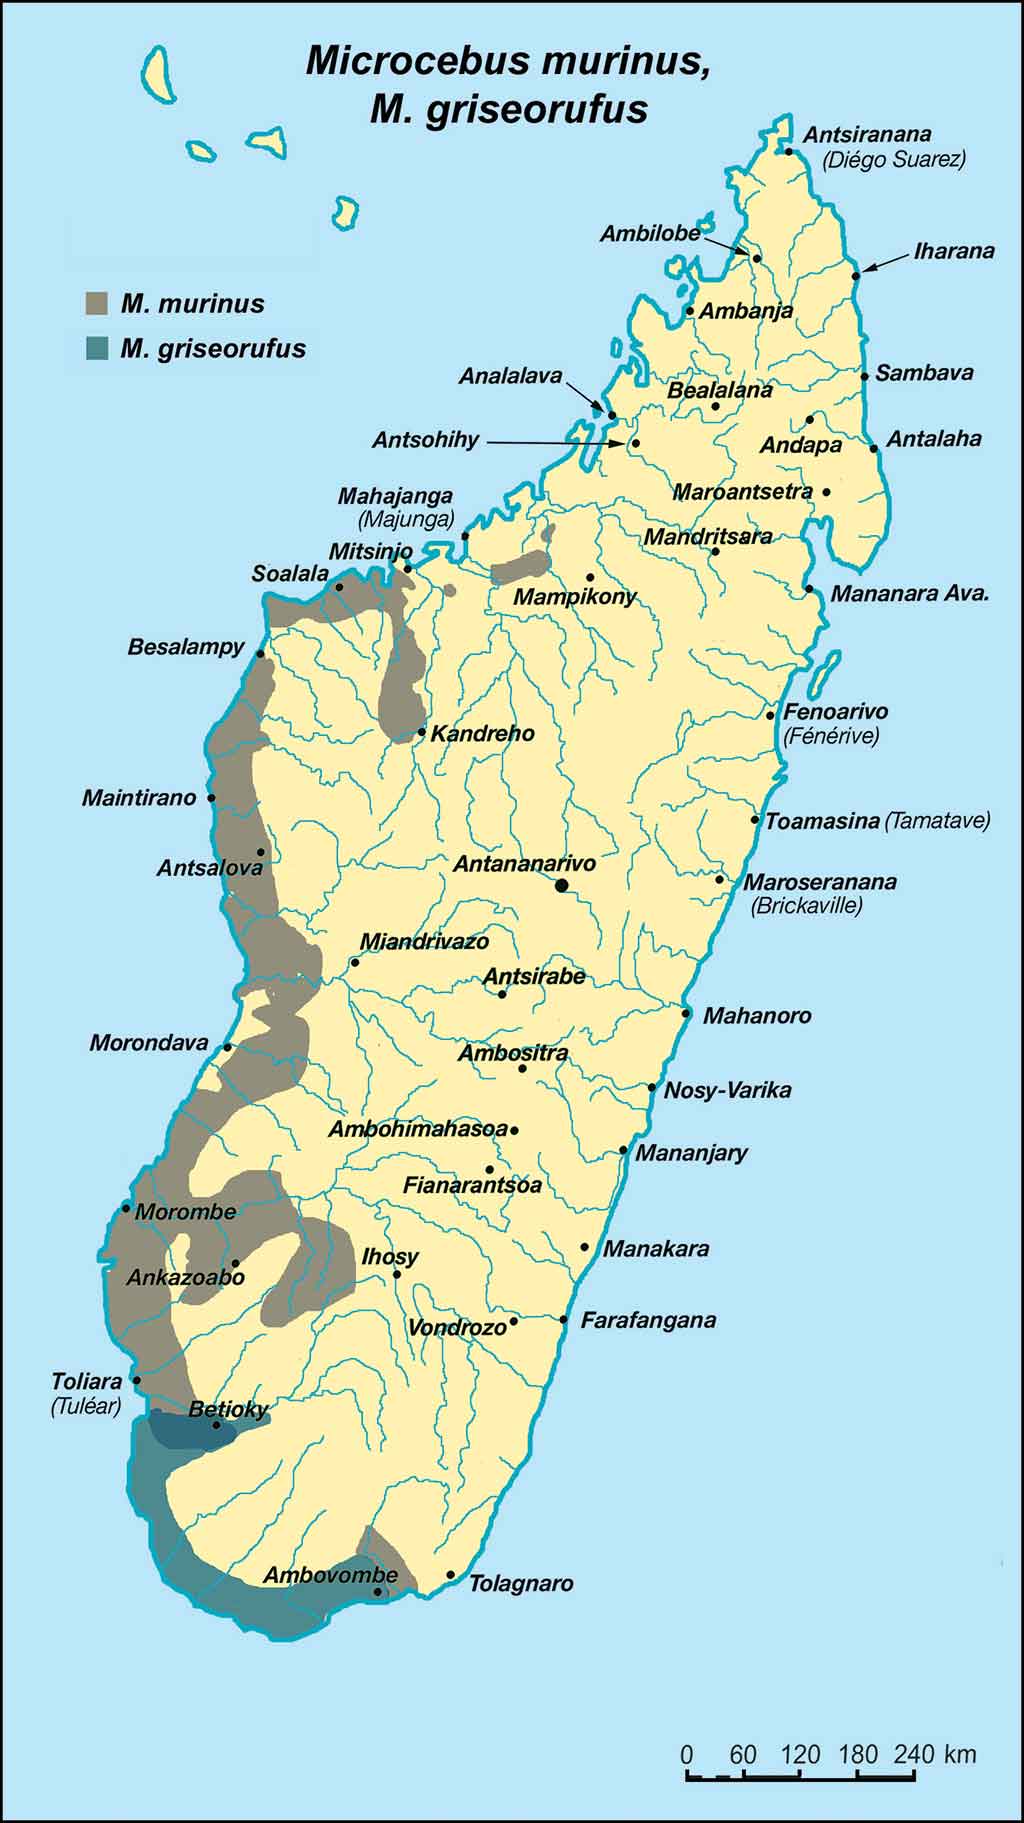 Microcebus murinus,
M. griseorufus
Antsiranana
(Diégo Suarez)
Ambilobe
Iharana
M. murinus
Ambanja
M. griseorufus
Analalava
Sambava
Bealalana
Antsohihy
Andapa
Antalaha
Mahajanga
(Majunga)
Maroantsetra
Mandritsara
Mitsinjo
Soalala
Mampikony
Mananara Ava.
Besalampy
Fenoarivo
(Fénérive)
Kandreho
Maintirano
Toamasina (Tamatave)
Antsalova
Antananarivo
Maroseranana
(Brickaville)
Miandrivazo
Antsirabe
Mahanoro
Morondava
Ambositra
Nosy-Varika
Ambohimahasoa
Mananjary
Fianarantsoa
Morombe
Manakara
Ihosy
Ankazoabo
Vondrozo
Farafangana
Toliara
(Tuléar)
Betioky
Ambovombe
Tolagnaro
0 60 120 180 240 km